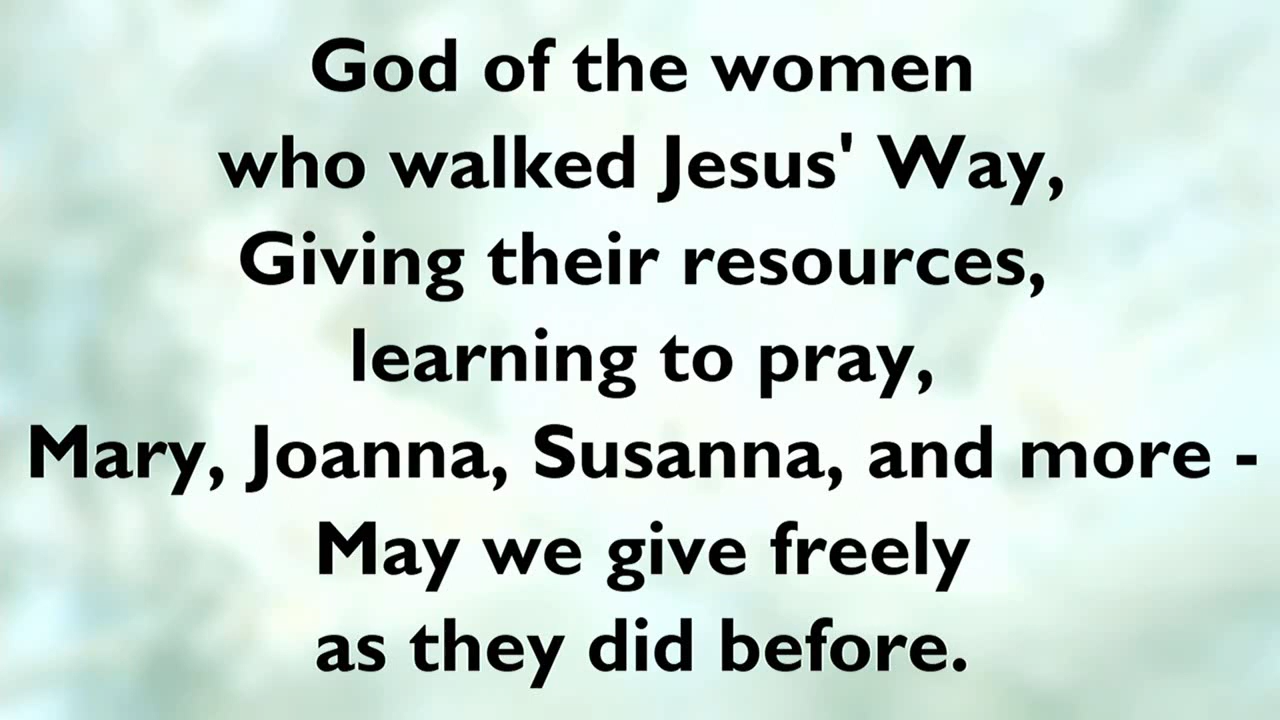 God of the women
who walked Jesus' Way,
Giving their resources,
learning to pray,
Mary, Joanna, Susanna, and more -
May we give freely
as they did before.